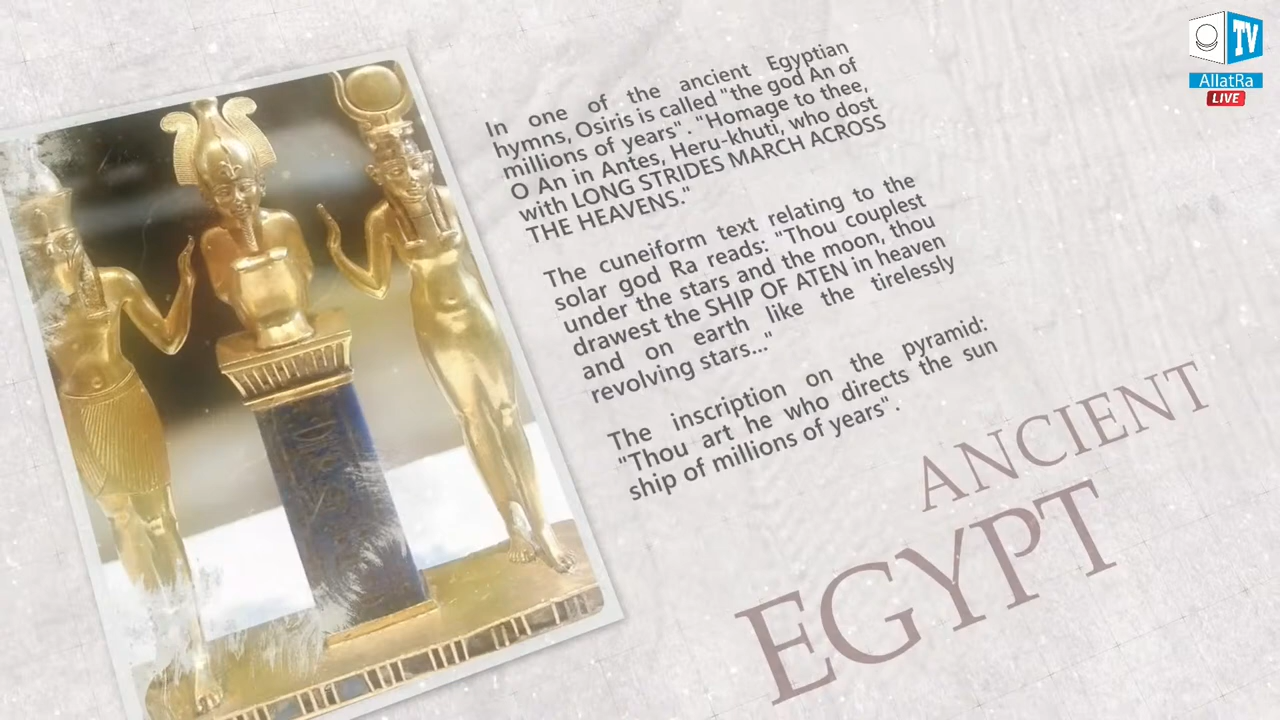 TV
AllatRa
LIVE
In one of the ancient Egyptian
hymns, Osiris is called "the god An of
millions of years" . "Homage to thee,
O An in Antes, Heru-khuti, who dost
with LONG STRIDES MARCH ACROSS
THE HEAVENS."
The cuneiform text relating to the
solar god Ra reads: "Thou couplest
under the stars and the moon, thou
drawest the SHIP OF ATEN in heaven
and on earth like the tirelessly
revolving stars..."
The inscription on the pyramid:
"Thou art he who directs the sun
ship of millions of years" .
ANCIENT
EGYPT